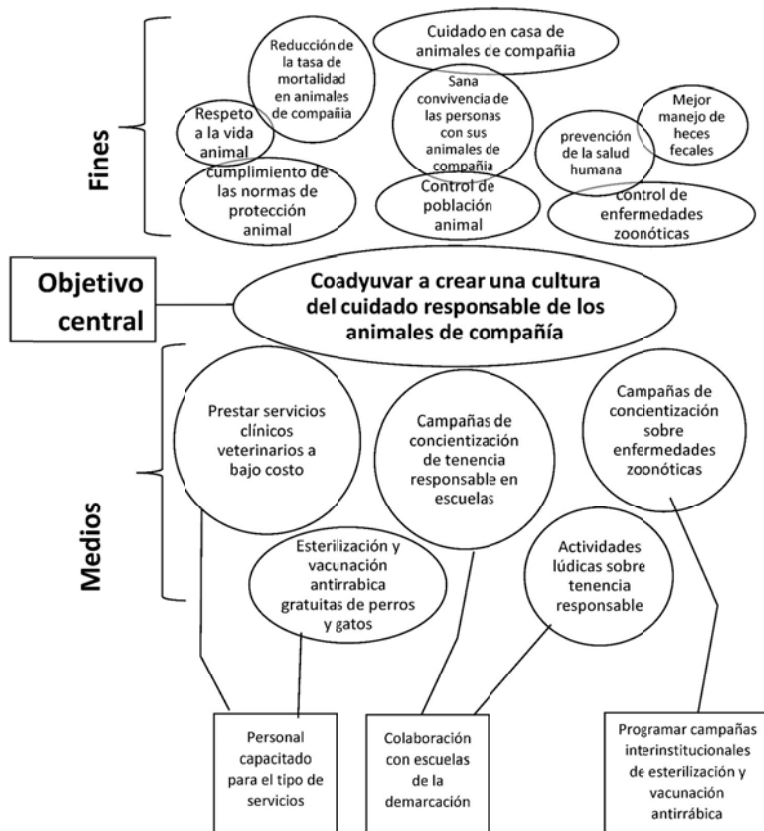 Fines
Reducción de
la tasa de
mortalidad
en animales
de compañia
Cuidado en casa de
animales de compañia
Respeto
a la vida
animal
Sana
convivencia de
las personas
con sus
animales de
compañía
Mejor
manejo de
heces
fecales
prevención
de la salud
humana
cumplimiento de
las normas de
protección
animal
Control de
población
animal
control de
enfermedades
zoonóticas
Objetivo
central
Coadyuvar a crear una cultura
del cuidado responsable de los
animales de compañía
Medios
Prestar servicios
clínicos
veterinarios a
bajo costo
Campañas de
concientización
de tenencia
responsable en
escuelas
Campañas de
concientización
sobre
enfermedades
zoonóticas
Esterilización y
vacunación
antirrabica
gratuitas de perros
y gatos
Actividades
lúdicas sobre
tenencia
responsable
Personal
capacitado
para el tipo de
servicios
Colaboración
con escuelas
de la
demarcación
Programar campañas
interinstitucionales
de esterilización y
vacunación
antirrábica